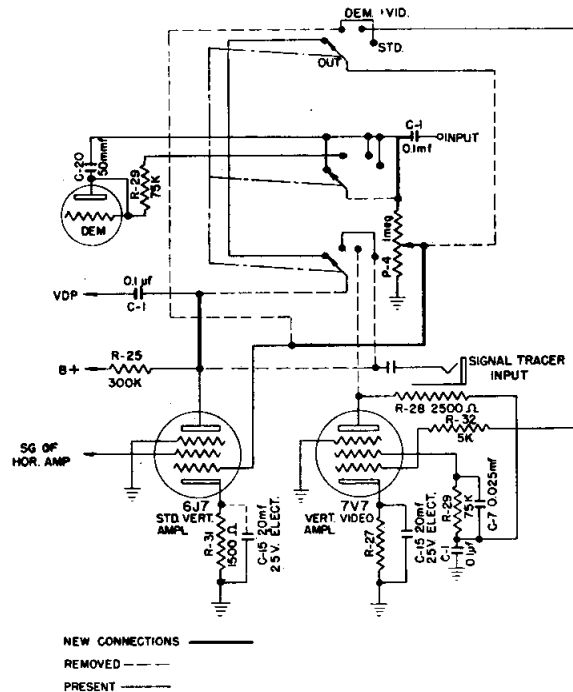 DEM. VID.
STD.
OUT
C-1
0.1mf
INPUT
C-20
50mmf
R-29
75K
DEM
1meg
P-4
0.1µf
VDP
C-1
R-25
B+
300K
SIGNAL TRACER
INPUT
R-28 2500Ω
R-32
5K
SG OF
HOR. AMP
6J7
STD. VERT.
AMPL
R-31
1500Ω
C-15 20mf
25V. ELECT.
7V7
VERT. VIDEO
AMPL
R-27
C-15 20mf
25V. ELECT.
R-29
75K
C-7 0.025mf
C-1
0.1µf
NEW CONNECTIONS
REMOVED
PRESENT